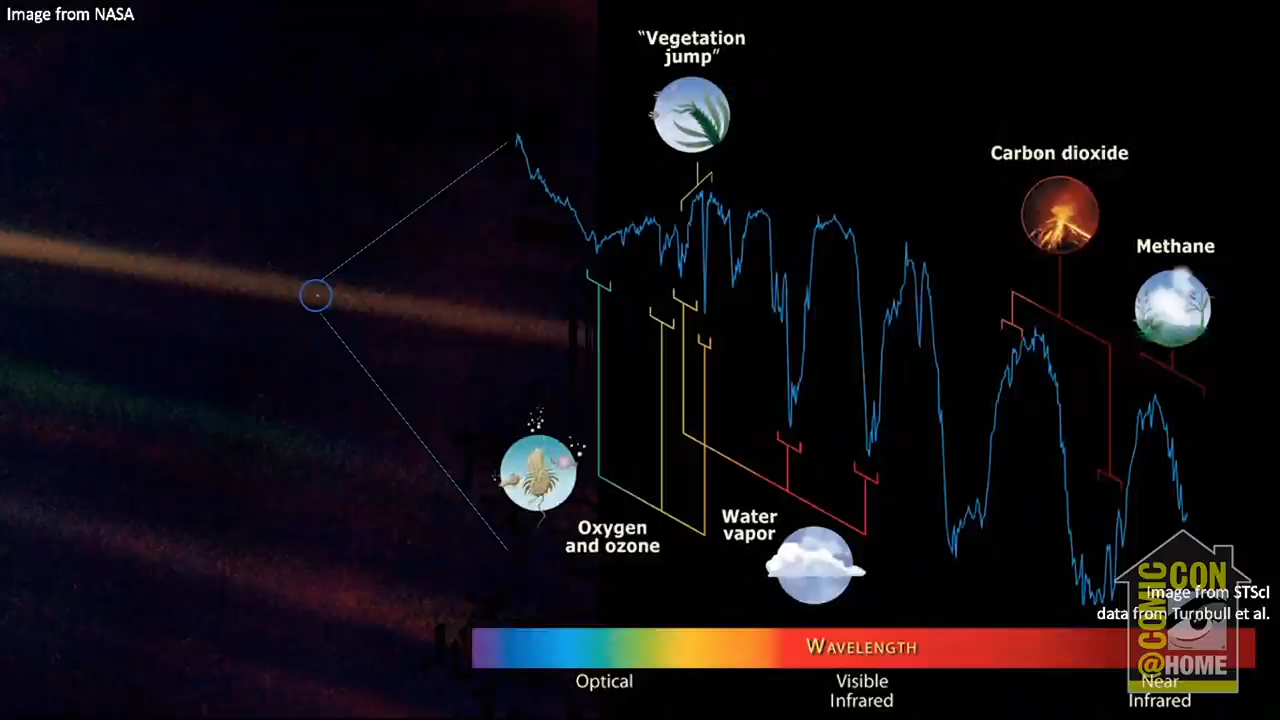 Image from NASA
"Vegetation
jump"
Carbon dioxide
Methane
Oxygen
and ozone
Water
vapor
Image from STScI
data from Turnbull et al.
WAVELENGTH
Optical
Visible
Infrared
Near
Infrared
COMIC
CON
@
HOME